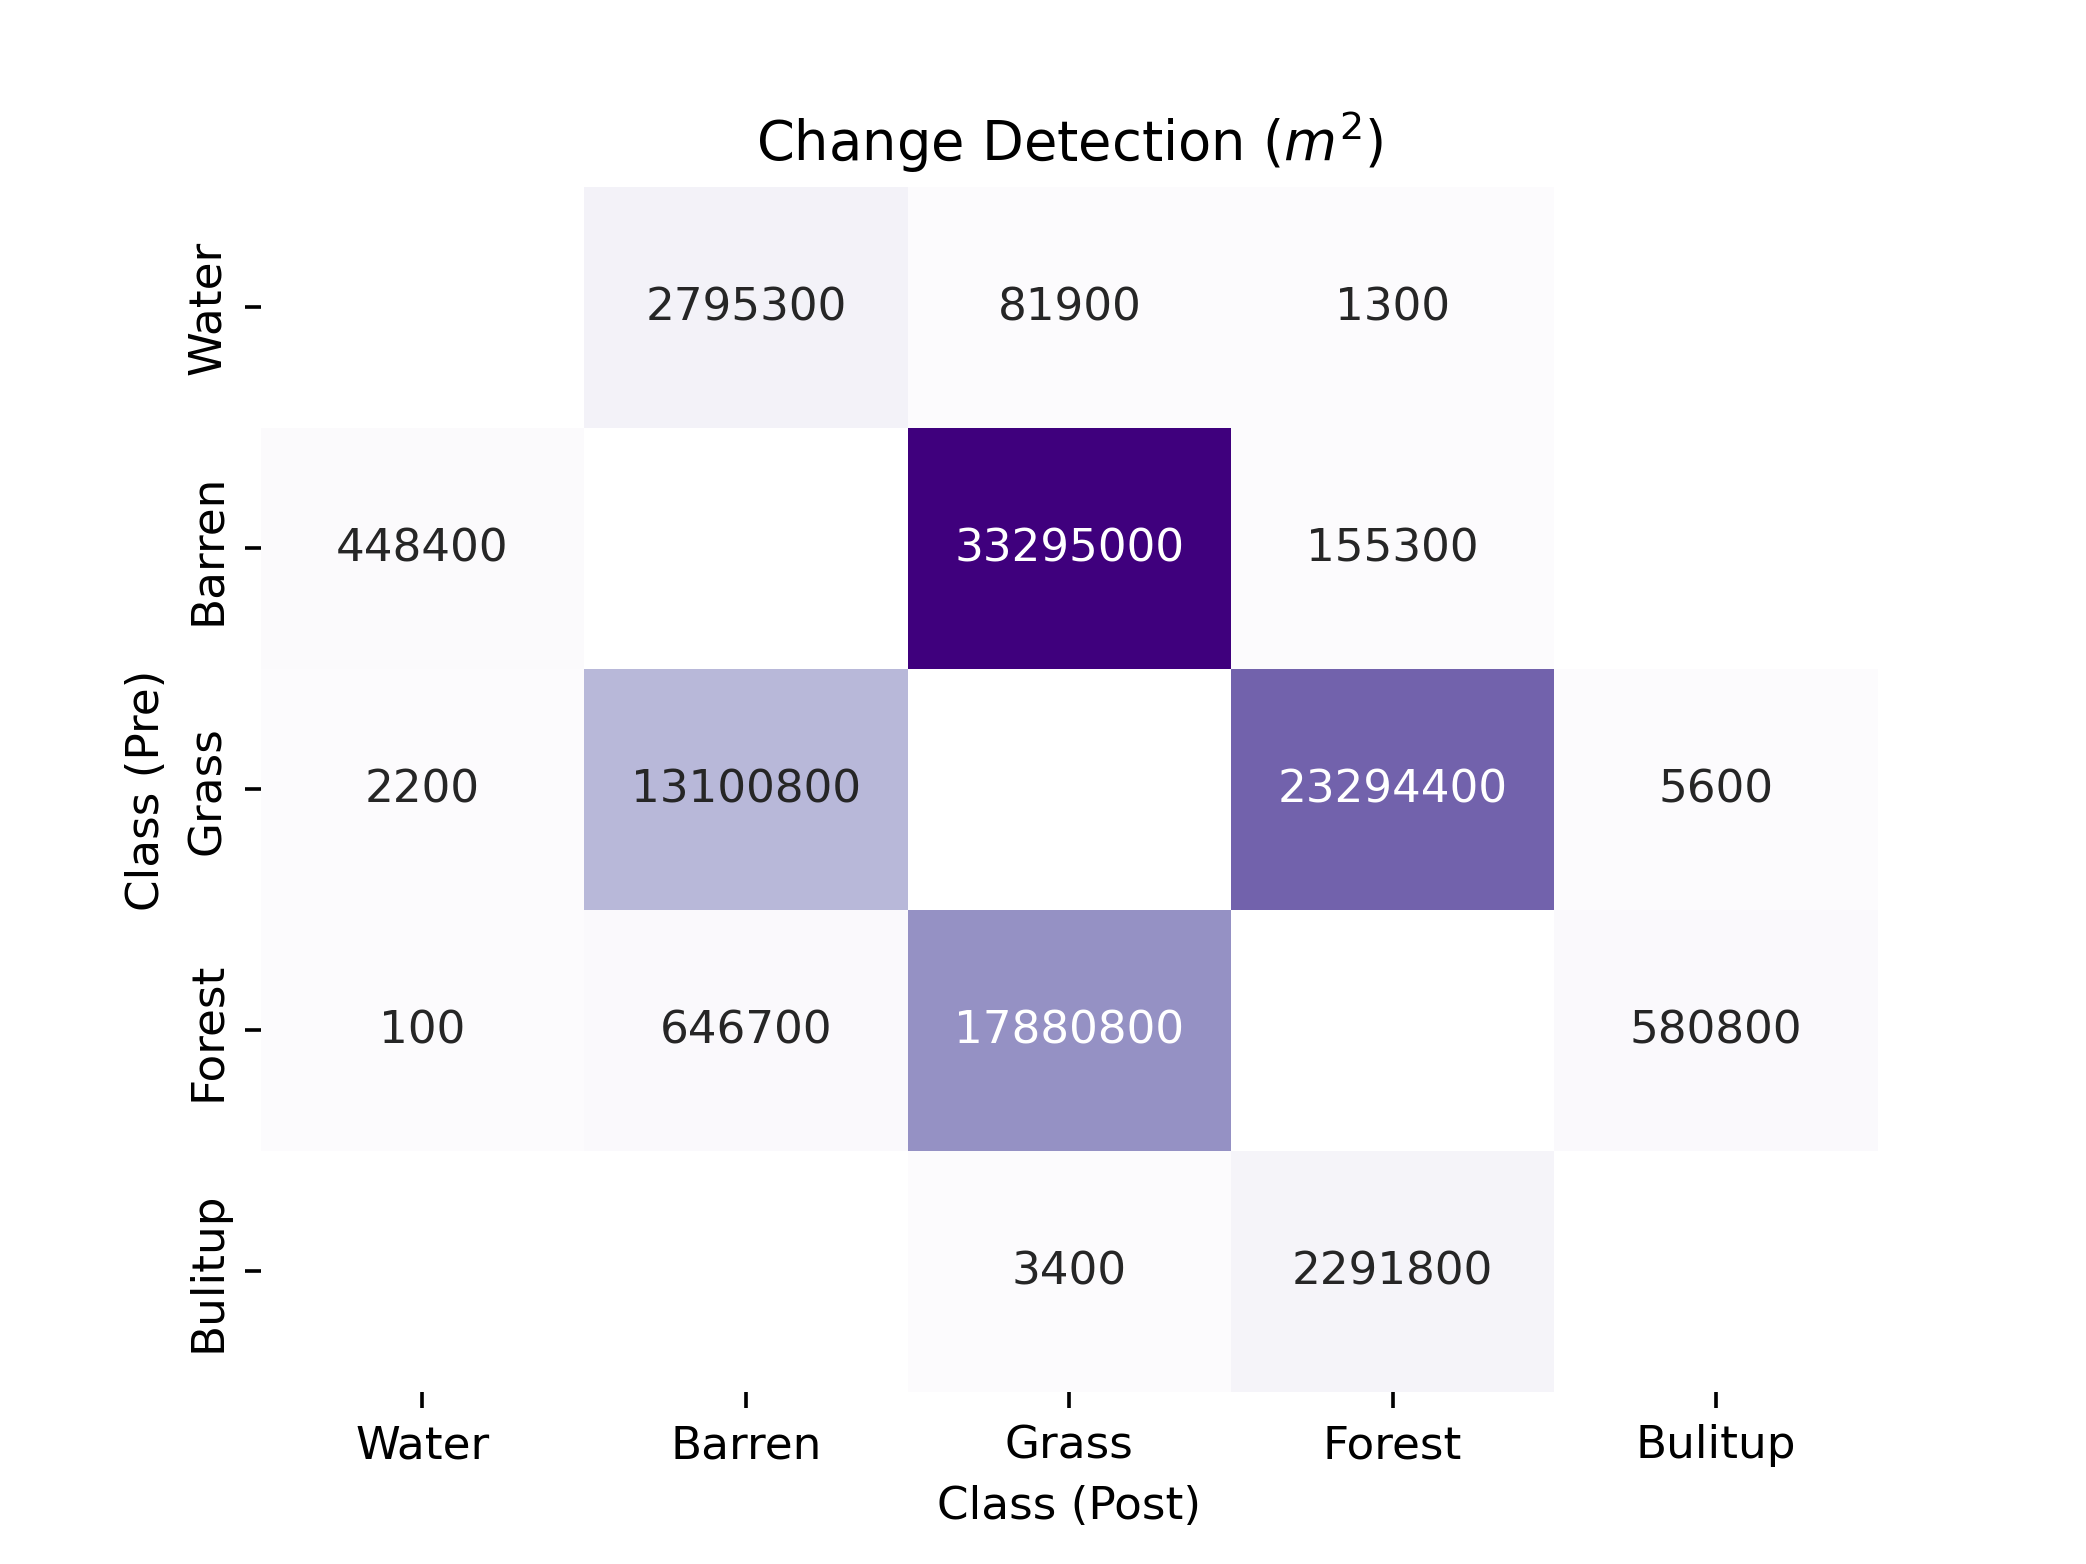 Change Detection (m²)
Water
2795300 81900 1300
Barren
448400 33295000 155300
Class (Pre)
Grass
2200 13100800 23294400 5600
Forest
100 646700 17880800 580800
Bulitup
3400 2291800
Water Barren Grass Forest Bulitup
Class (Post)